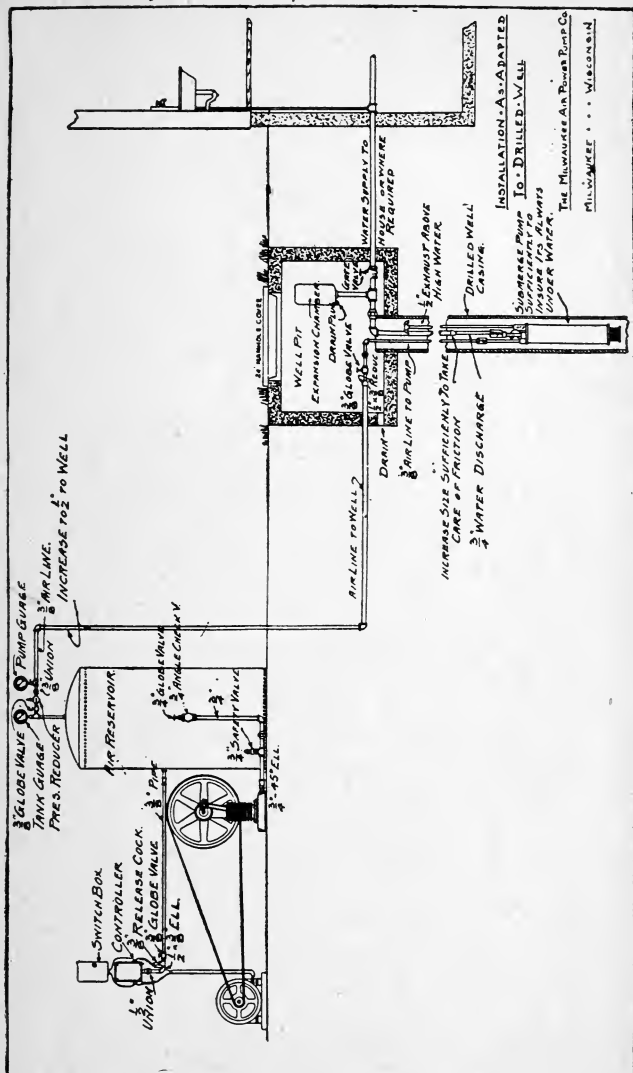 3/8" GLOBE VALVE
TANK GUAGE
PRES. REDUCER
PUMP GUAGE
3/8" UNION
3/8" AIR LINE.
INCREASE TO 1/2" TO WELL
SWITCH BOX
CONTROLLER
3/8" RELEASE COCK.
3/8" GLOBE VALVE
ELL.
UNION
3/8" PIPE
AIR RESERVOIR.
3/4" GLOBE VALVE
3/4" ANGLE CHECK V.
3/4"
3/4" SAFETY VALVE
3/4" - 45° ELL.
AIR LINE TO WELL
MANHOLE COVER
WELL PIT
EXPANSION CHAMBER
DRAIN PLUG
GATE
VALVE
3/8" GLOBE VALVE
DRAIN
3/8" AIR LINE TO PUMP
WATER SUPPLY TO
HOUSE OR WHERE
REQUIRED
1/2" EXHAUST ABOVE
HIGH WATER
DRILLED WELL
CASING.
INCREASE SIZE SUFFICIENTLY TO TAKE
CARE OF FRICTION
3/4" WATER DISCHARGE
SUBMERGE PUMP
SUFFICIENTLY TO
INSURE ITS ALWAYS
UNDER WATER.
INSTALLATION·AS·ADAPTED
TO·DRILLED·WELL
THE MILWAUKEE AIR POWER PUMP CO.
MILWAUKEE · · · WISCONSIN